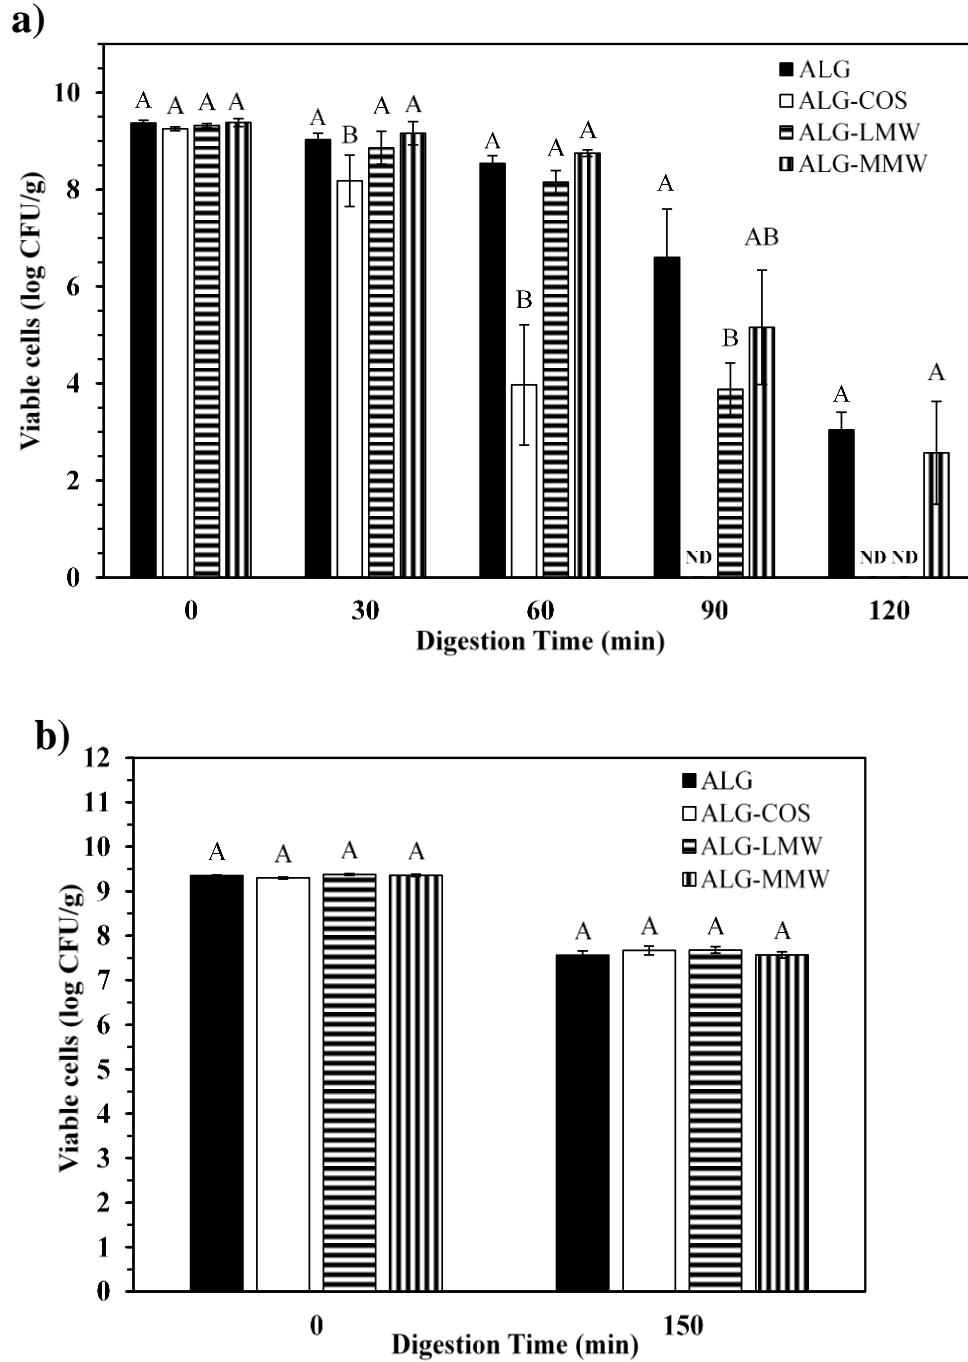 a)
Viable cells (log CFU/g)
10
8
6
4
2
0
ALG
ALG-COS
ALG-LMW
ALG-MMW
A A A A
A B A A
A B A A
A ND B AB
A ND ND A
0 30 60 90 120
Digestion Time (min)
b)
Viable cells (log CFU/g)
12
11
10
9
8
7
6
5
4
3
2
1
0
ALG
ALG-COS
ALG-LMW
ALG-MMW
A A A A
A A A A
0 150
Digestion Time (min)